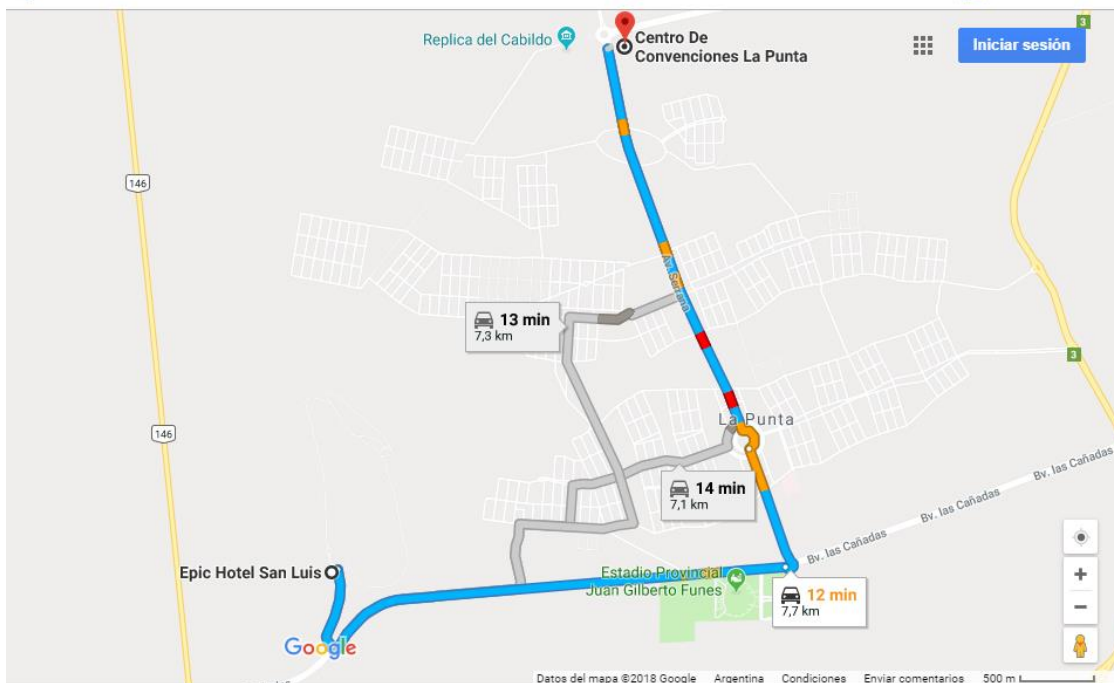 3
Replica del Cabildo
Centro De
Convenciones La Punta
Iniciar sesión
146
Av. Serrana
13 min
7,3 km
3
La Punta
146
14 min
7,1 km
Bv. las Cañadas
Bv. las Cañadas
Bv. las Cañadas
Epic Hotel San Luis
Estadio Provincial
Juan Gilberto Funes
12 min
7,7 km
Google
Datos del mapa ©2018 Google Argentina Condiciones Enviar comentarios 500 m